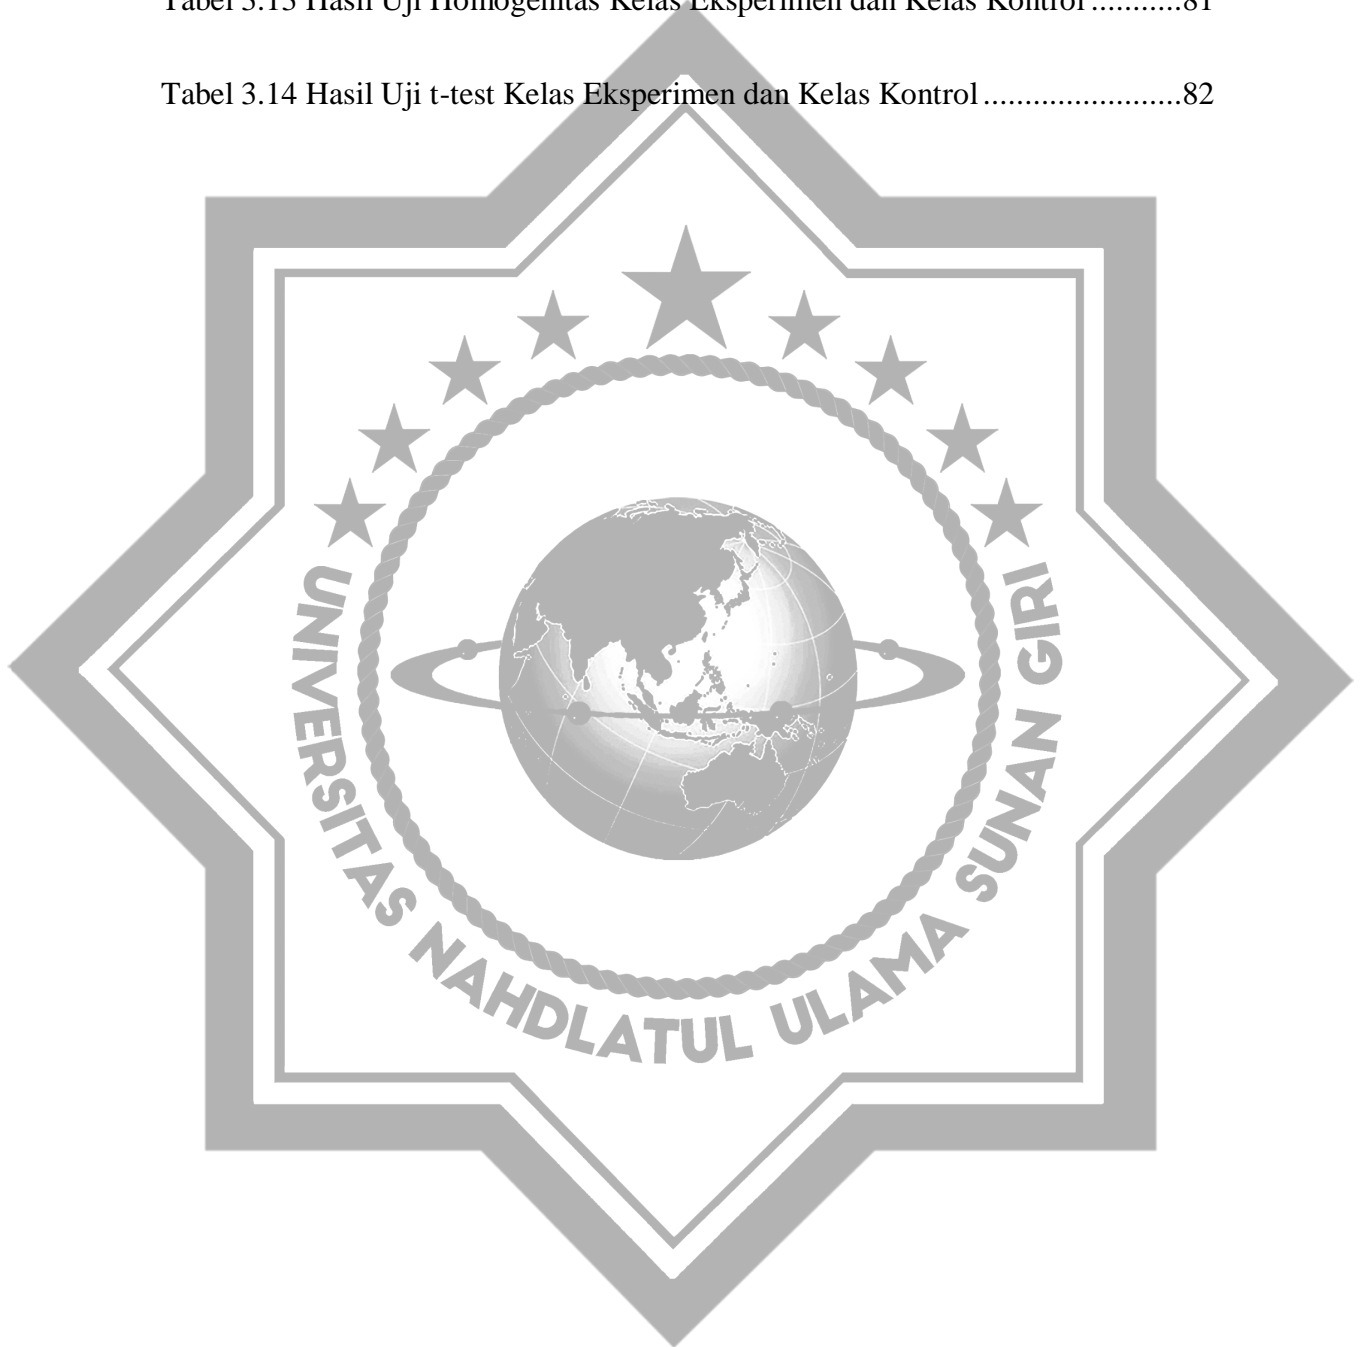 Tabel 3.13 Hasil Uji Homogenitas Kelas Eksperimen dan Kelas Kontrol ...........81
Tabel 3.14 Hasil Uji t-test Kelas Eksperimen dan Kelas Kontrol ........................82
UNIVERSITAS NAHDLATUL ULAMA SUNAN GIRI